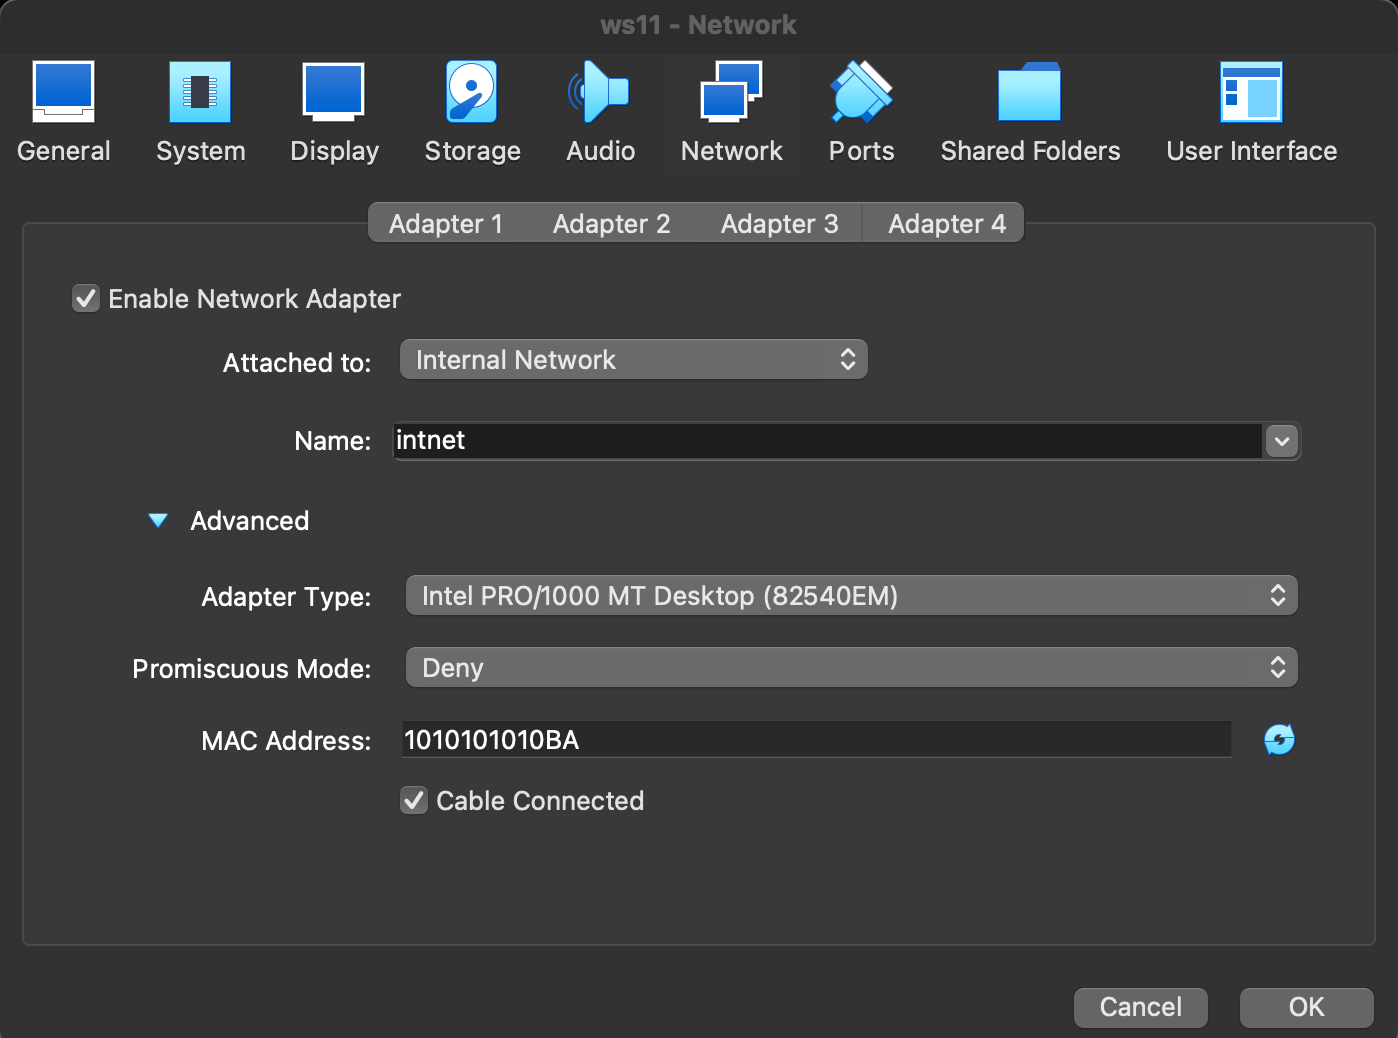 ws11 - Network
General System Display Storage Audio Network Ports Shared Folders User Interface
Adapter 1 Adapter 2 Adapter 3 Adapter 4
Enable Network Adapter
Attached to: Internal Network
Name: intnet
Advanced
Adapter Type: Intel PRO/1000 MT Desktop (82540EM)
Promiscuous Mode: Deny
MAC Address: 1010101010BA
Cable Connected
Cancel OK